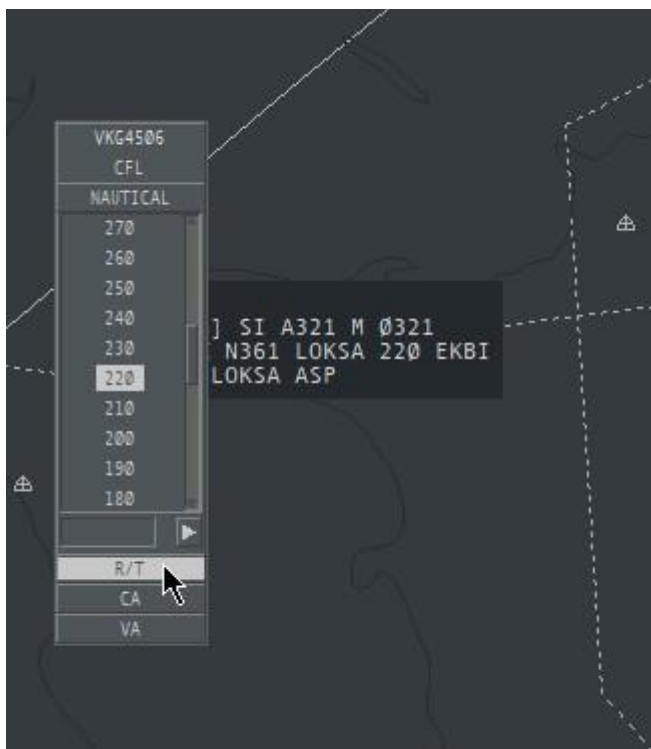 VKG4506
CFL
NAUTICAL
270
260
250
240
230
220
210
200
190
180
R/T
CA
VA
] SI A321 M Ø321
N361 LOKSA 22Ø EKBI
LOKSA ASP